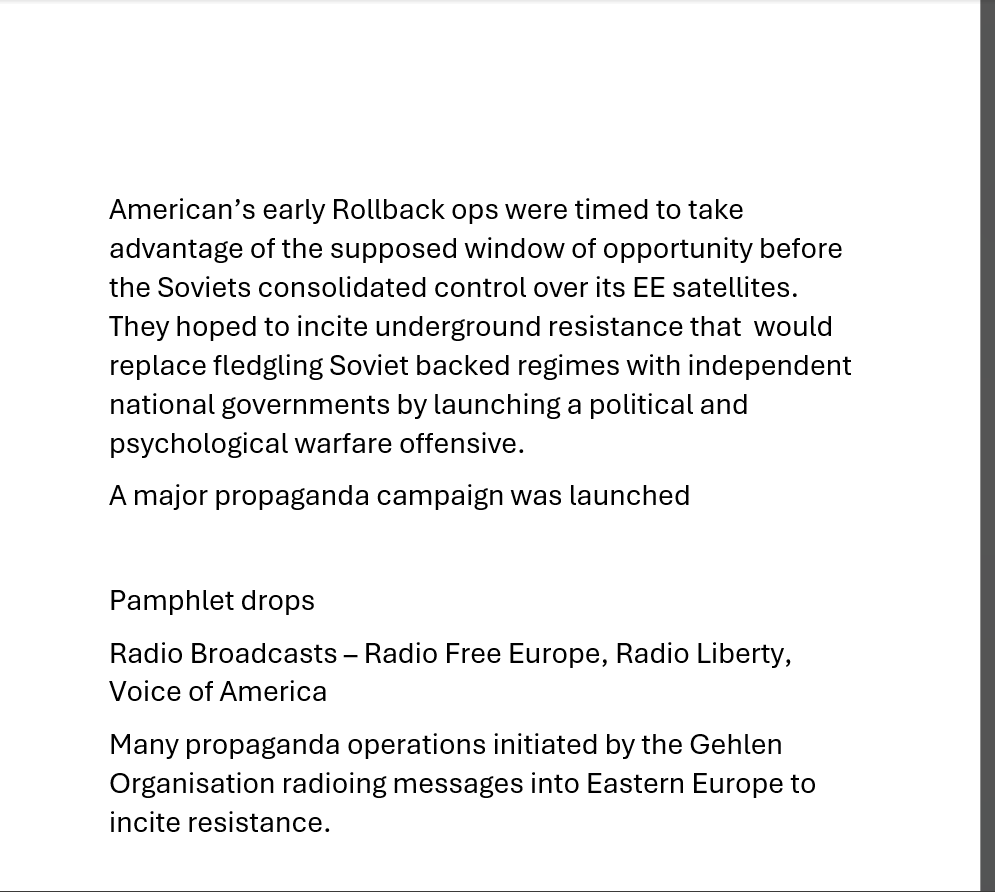 American’s early Rollback ops were timed to take
advantage of the supposed window of opportunity before
the Soviets consolidated control over its EE satellites.
They hoped to incite underground resistance that  would
replace fledgling Soviet backed regimes with independent
national governments by launching a political and
psychological warfare offensive.
A major propaganda campaign was launched
Pamphlet drops
Radio Broadcasts – Radio Free Europe, Radio Liberty,
Voice of America
Many propaganda operations initiated by the Gehlen
Organisation radioing messages into Eastern Europe to
incite resistance.